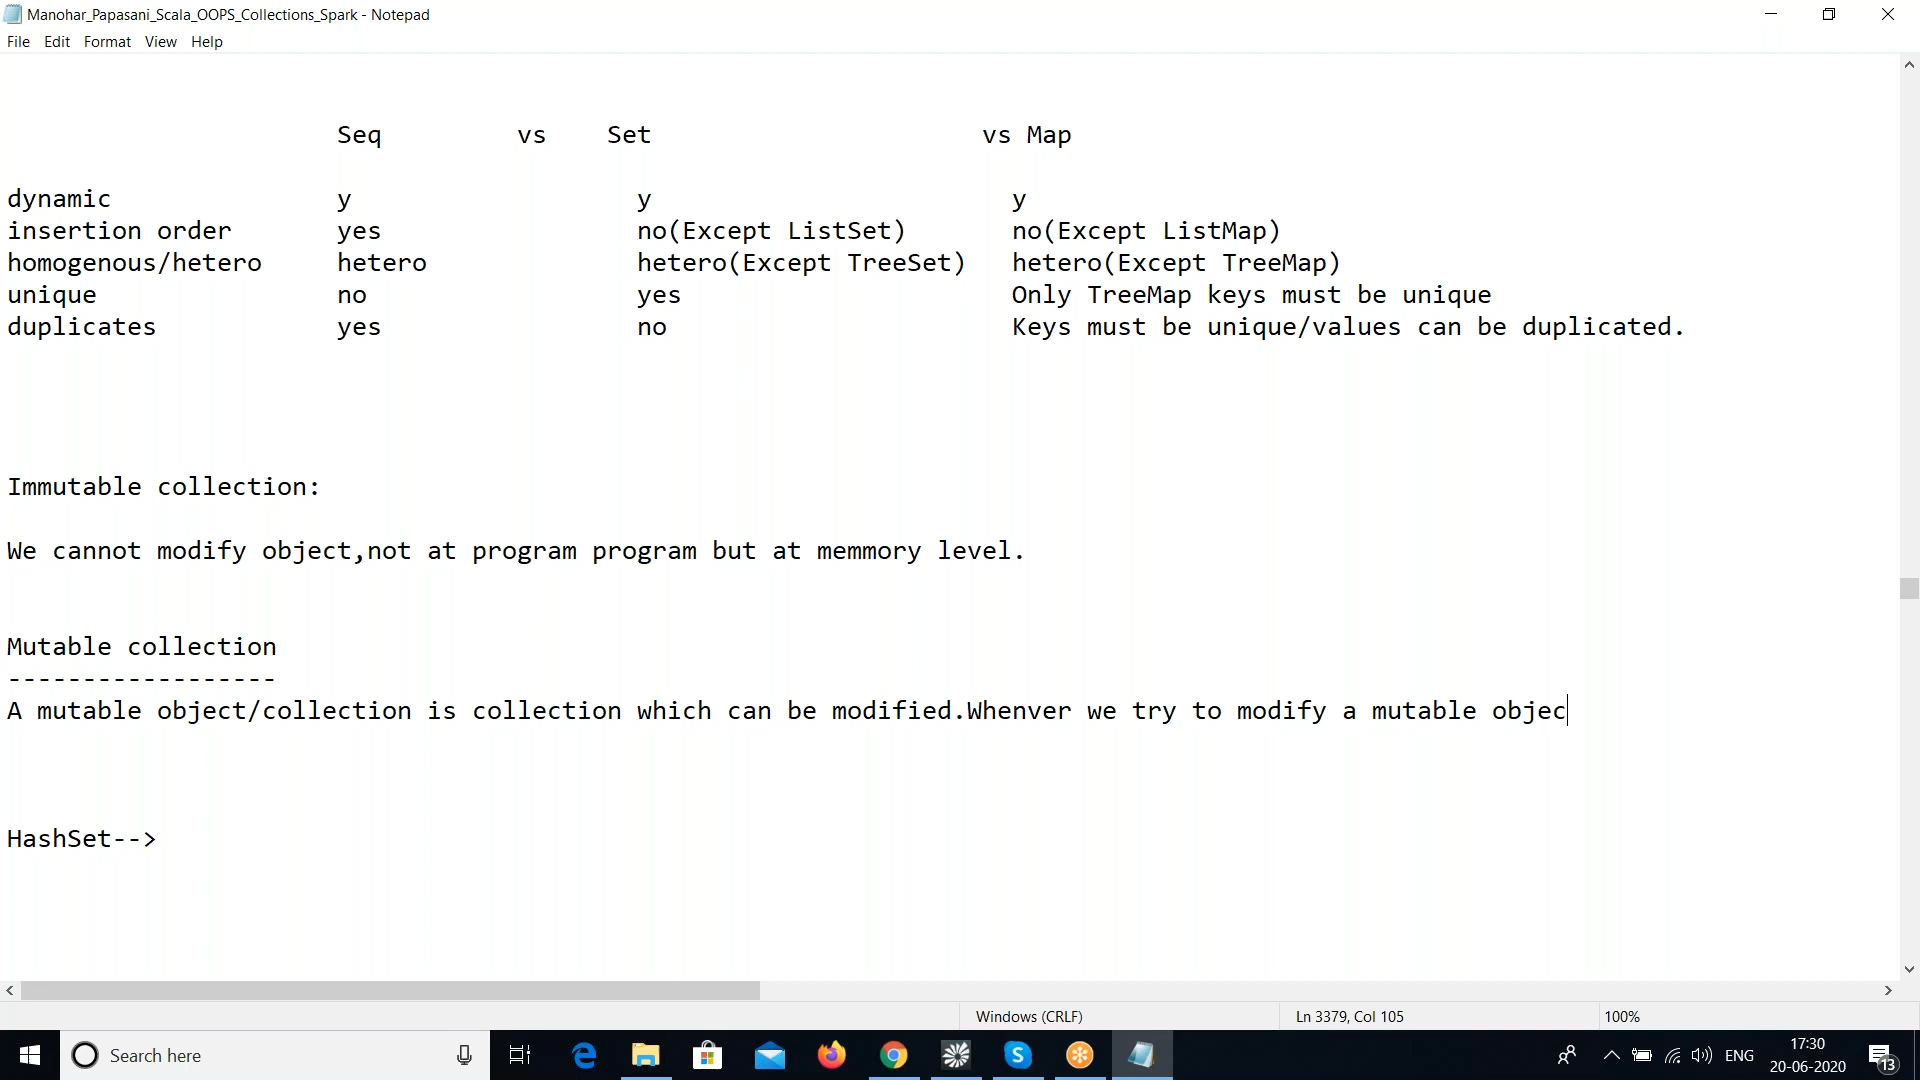 Manohar_Papasani_Scala_OOPS_Collections_Spark - Notepad
File Edit Format View Help
Seq vs Set vs Map
dynamic y y y
insertion order yes no(Except ListSet) no(Except ListMap)
homogenous/hetero hetero hetero(Except TreeSet) hetero(Except TreeMap)
unique no yes Only TreeMap keys must be unique
duplicates yes no Keys must be unique/values can be duplicated.
Immutable collection:
We cannot modify object,not at program program but at memmory level.
Mutable collection
------------------
A mutable object/collection is collection which can be modified.Whenver we try to modify a mutable objec
HashSet-->
Windows (CRLF) Ln 3379, Col 105 100%
Search here ENG 17:30
20-06-2020 13